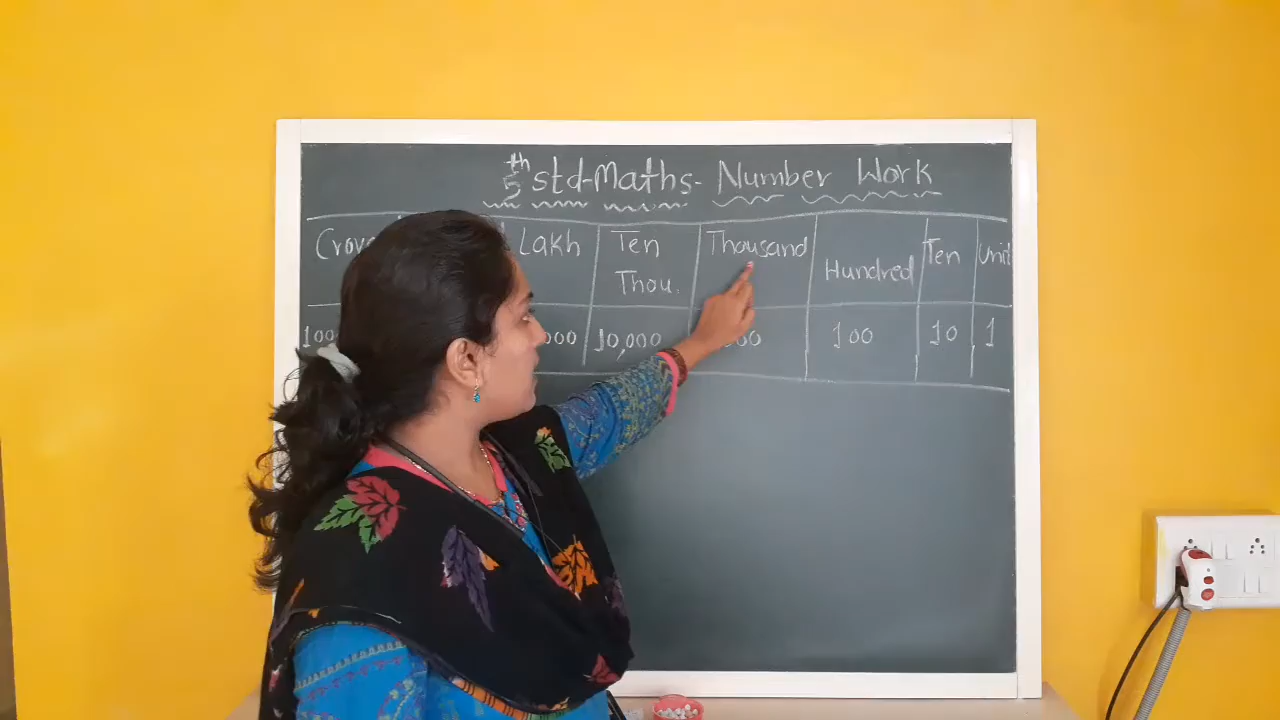 5th std-Maths- Number Work
Lakh Ten Thou. Thousand Hundred Ten Unit
10,000 100 10 1